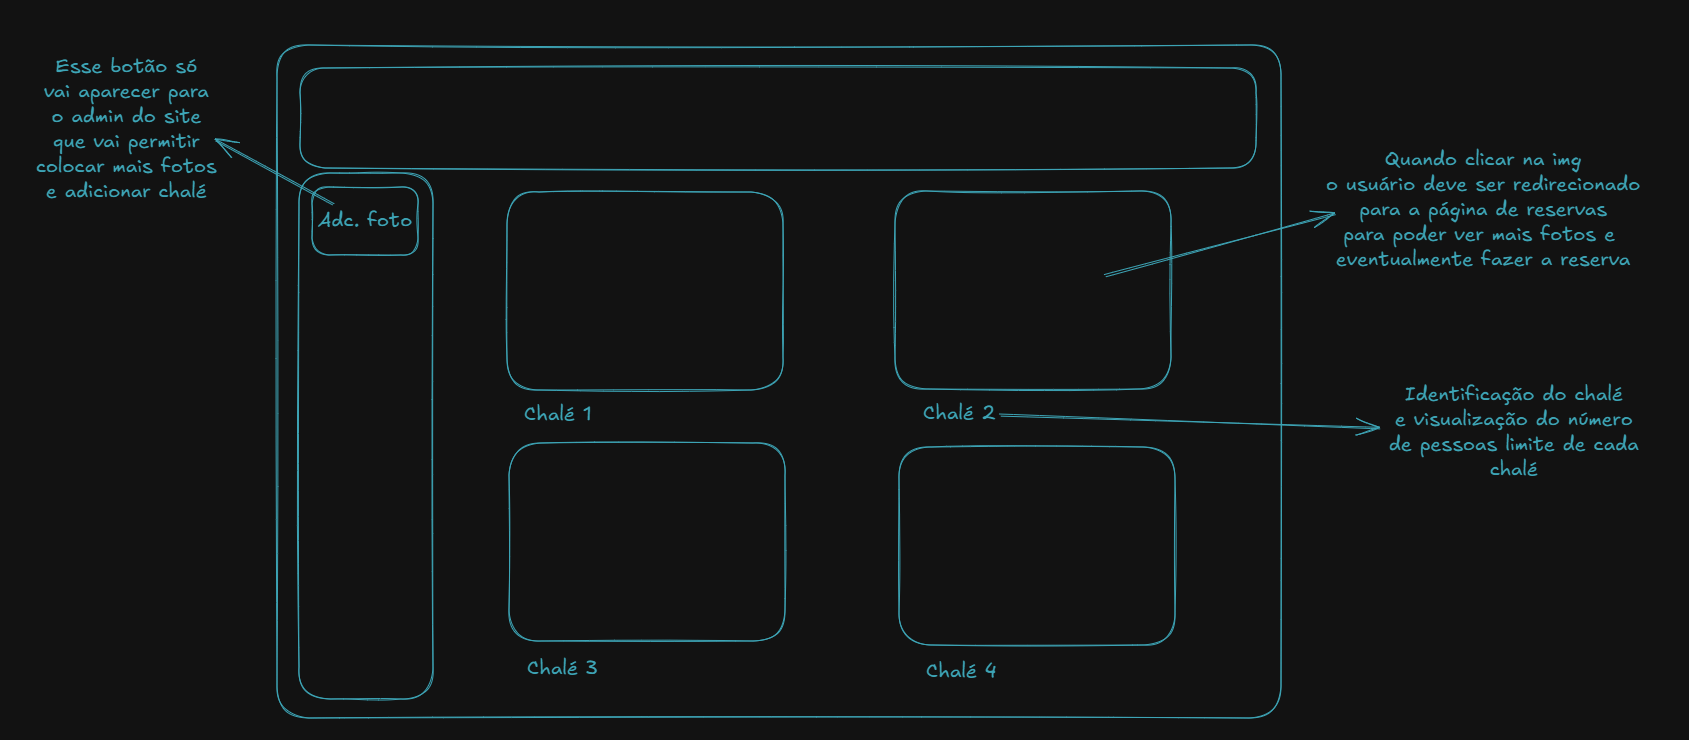 Esse botão só
vai aparecer para
o admin do site
que vai permitir
colocar mais fotos
e adicionar chalé
Adc. foto
Quando clicar na img
o usuário deve ser redirecionado
para a página de reservas
para poder ver mais fotos e
eventualmente fazer a reserva
Chalé 1
Chalé 2
Identificação do chalé
e visualização do número
de pessoas limite de cada
chalé
Chalé 3
Chalé 4